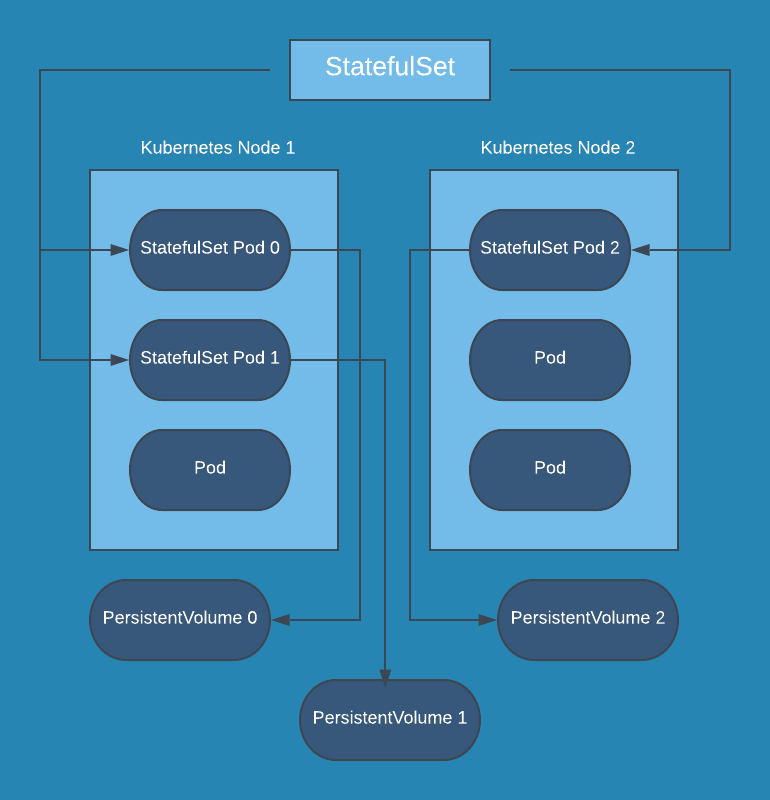 StatefulSet
Kubernetes Node 1
StatefulSet Pod 0
StatefulSet Pod 1
Pod
Kubernetes Node 2
StatefulSet Pod 2
Pod
Pod
PersistentVolume 0
PersistentVolume 2
PersistentVolume 1